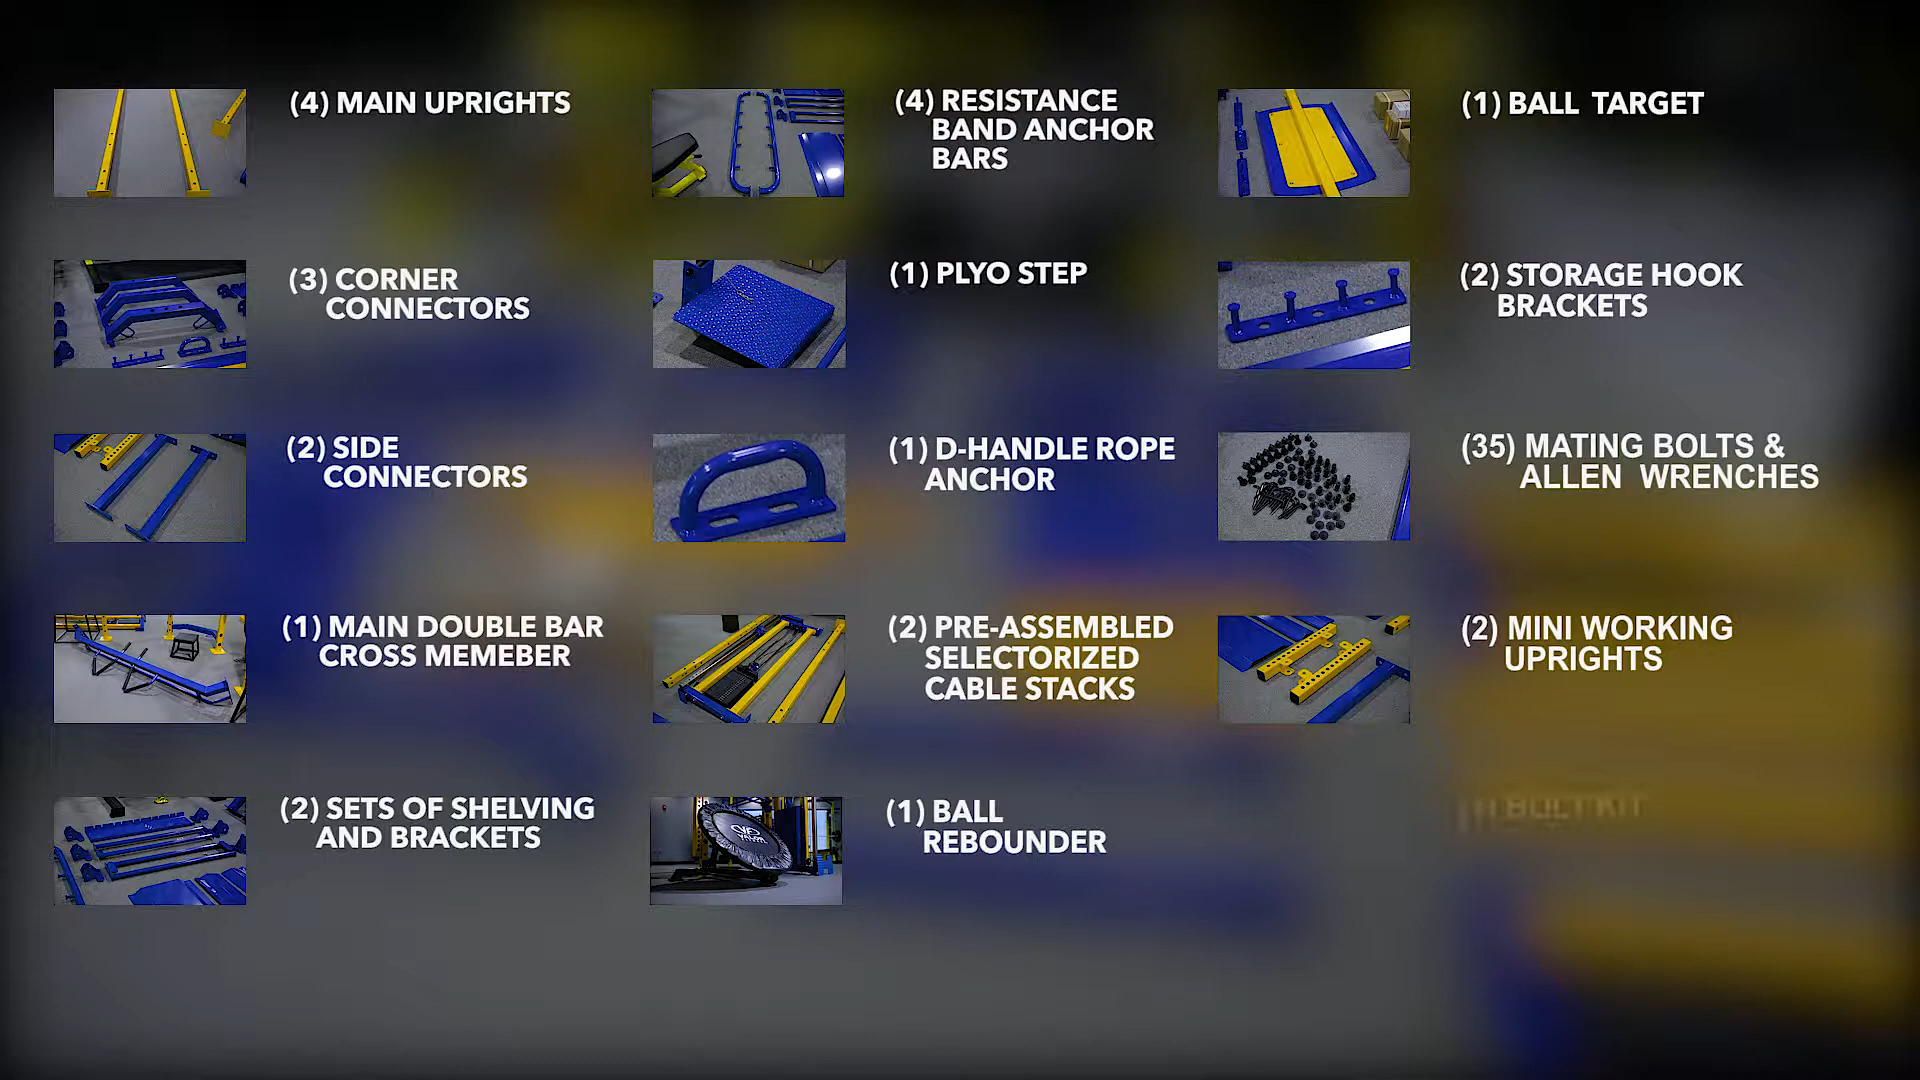 (4) MAIN UPRIGHTS
(3) CORNER
CONNECTORS
(2) SIDE
CONNECTORS
(1) MAIN DOUBLE BAR
CROSS MEMEBER
(2) SETS OF SHELVING
AND BRACKETS
(4) RESISTANCE
BAND ANCHOR
BARS
(1) PLYO STEP
(1) D-HANDLE ROPE
ANCHOR
(2) PRE-ASSEMBLED
SELECTORIZED
CABLE STACKS
(1) BALL
REBOUNDER
(1) BALL TARGET
(2) STORAGE HOOK
BRACKETS
(35) MATING BOLTS &
ALLEN WRENCHES
(2) MINI WORKING
UPRIGHTS
BOLT KIT